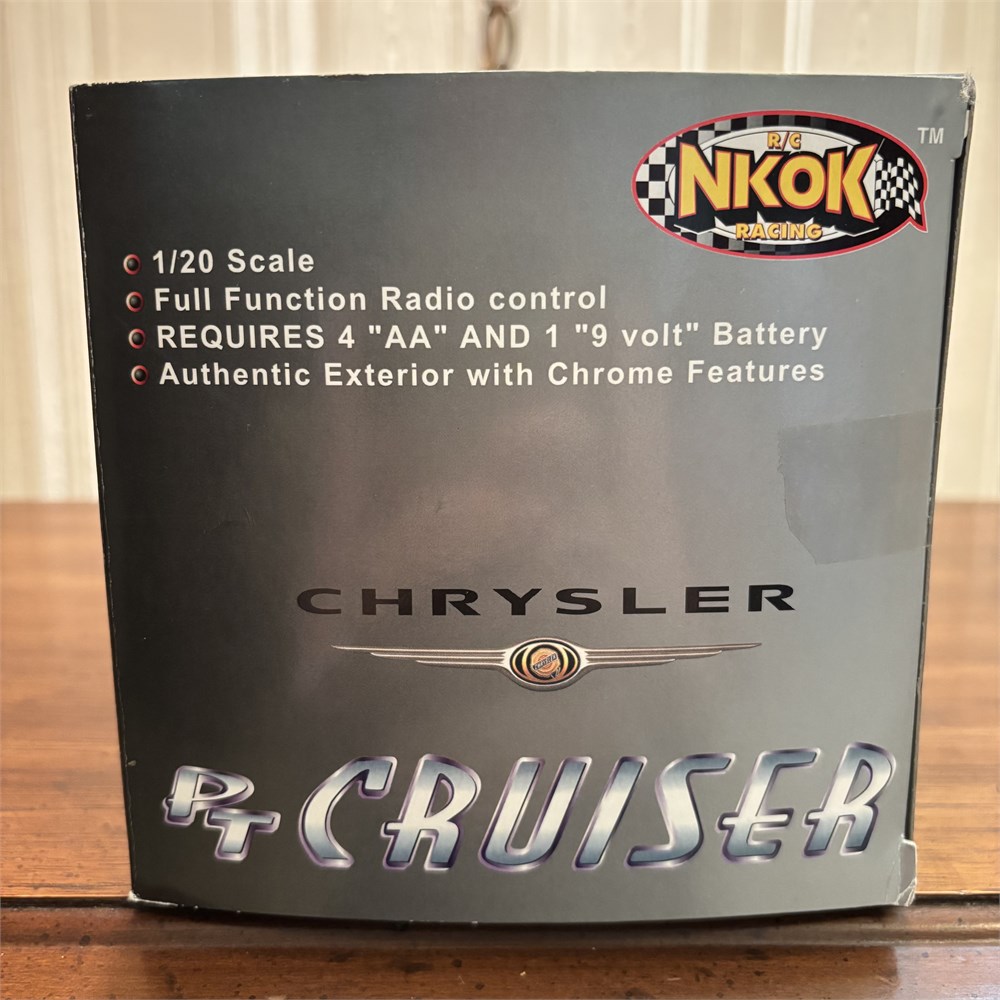 R/C
NKOK
RACING
TM
1/20 Scale
Full Function Radio control
REQUIRES 4 "AA" AND 1 "9 volt" Battery
Authentic Exterior with Chrome Features
CHRYSLER
PT CRUISER